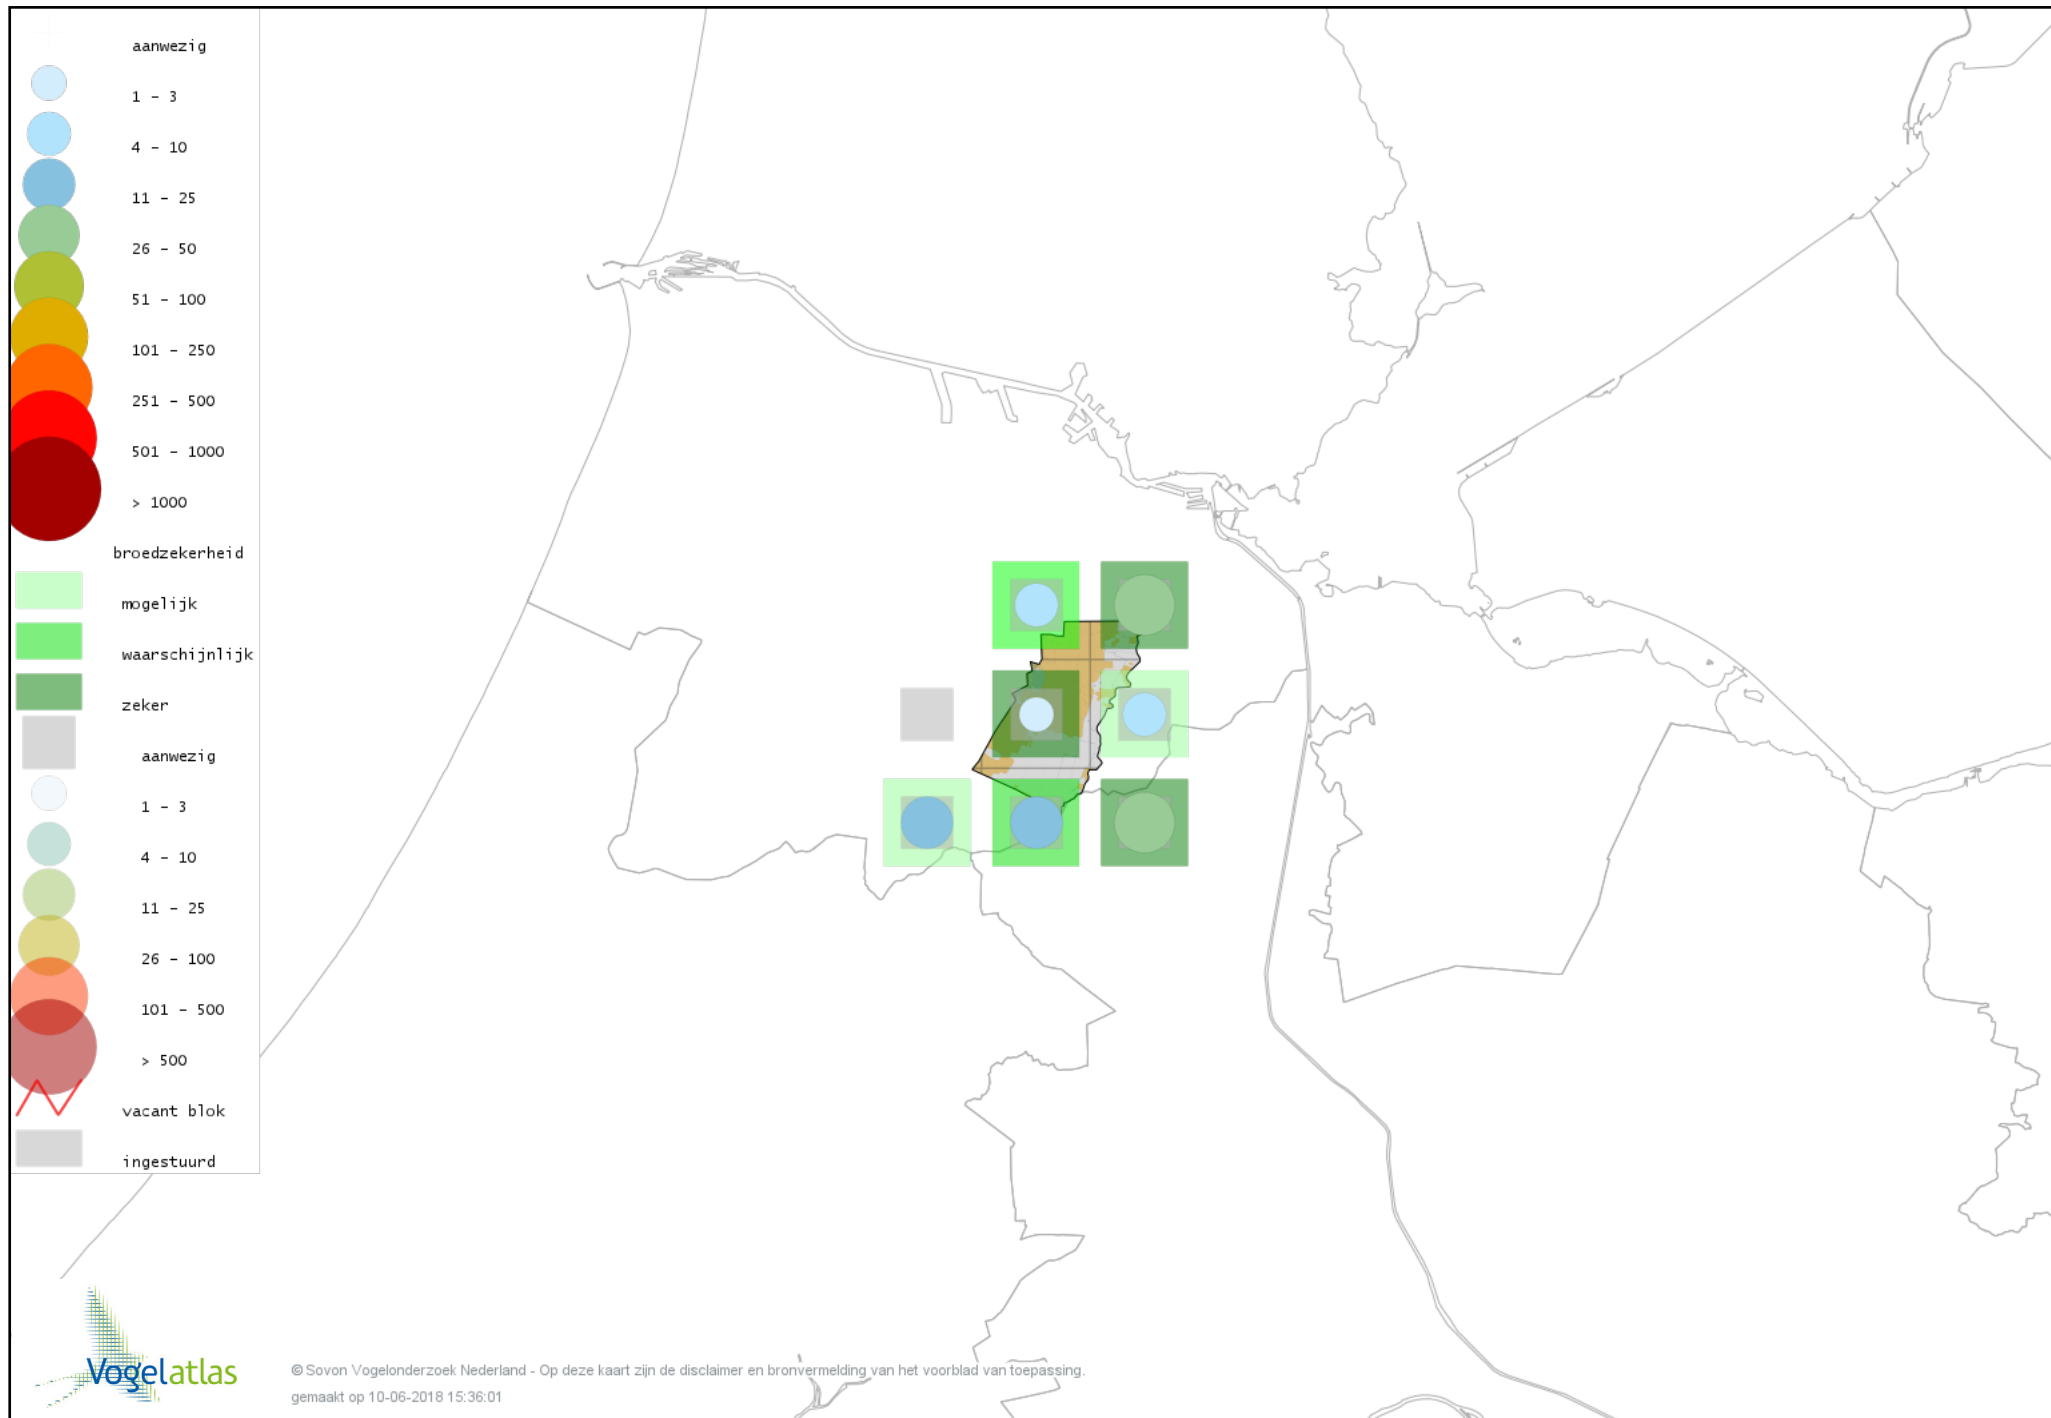 aanwezig
1 - 3
4 - 10
11 - 25
26 - 50
51 - 100
101 - 250
251 - 500
501 - 1000
> 1000
broedzekerheid
mogelijk
waarschijnlijk
zeker
aanwezig
1 - 3
4 - 10
11 - 25
26 - 100
101 - 500
> 500
vacant blok
ingestuurd
Vogelatlas
© Sovon Vogelonderzoek Nederland - Op deze kaart zijn de disclaimer en bronvermelding van het voorblad van toepassing.
gemaakt op 10-06-2018 15:36:01